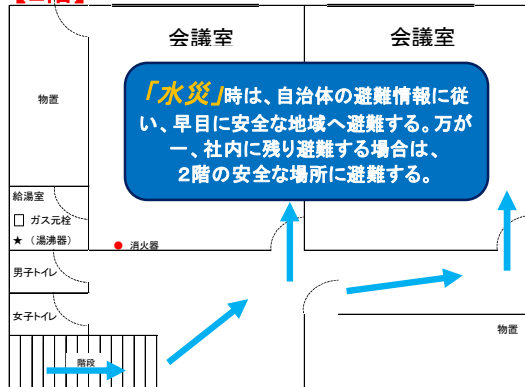 会議室
会議室
「水災」時は、自治体の避難情報に従
い、早目に安全な地域へ避難する。万が
一、社内に残り避難する場合は、
２階の安全な場所に避難する。
物置
給湯室
ガス元栓
★（湯沸器）
消火器
男子トイレ
女子トイレ
物置
階段